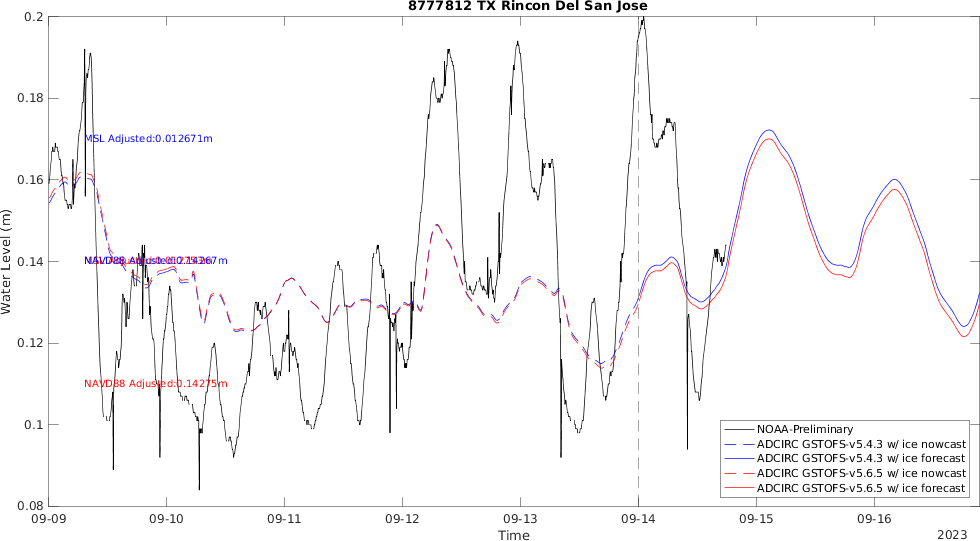 8777812 TX Rincon Del San Jose
0.2
0.18
0.16
0.14
0.12
0.1
0.08
Water Level (m)
MSL Adjusted:0.012671m
NAVD88 Adjusted:0.14275m
09-09
09-10
09-11
09-12
09-13
09-14
09-15
09-16
Time
2023
NOAA-Preliminary
ADCIRC GSTOFS-v5.4.3 w/ ice nowcast
ADCIRC GSTOFS-v5.4.3 w/ ice forecast
ADCIRC GSTOFS-v5.6.5 w/ ice nowcast
ADCIRC GSTOFS-v5.6.5 w/ ice forecast